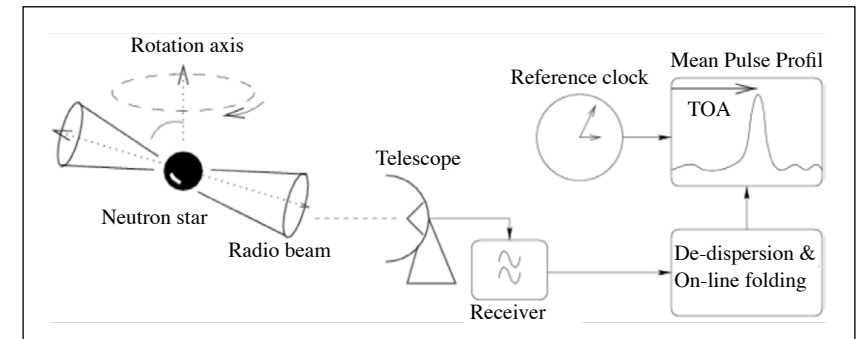 Rotation axis
Neutron star
Radio beam
Telescope
Receiver
Reference clock
Mean Pulse Profil
TOA
De-dispersion &
On-line folding